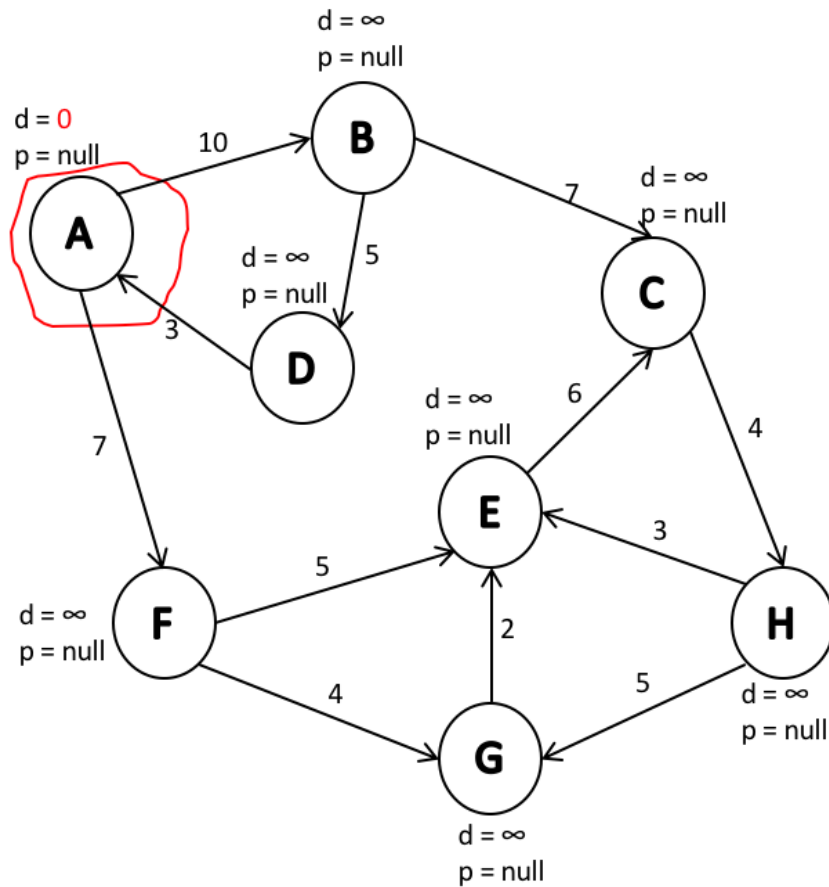 d = ∞
p = null
B
d = 0
p = null
10
A
7
d = ∞
p = null
C
5
d = ∞
p = null
3
D
6
4
d = ∞
p = null
7
E
3
5
F
d = ∞
p = null
2
H
4
5
d = ∞
p = null
G
d = ∞
p = null